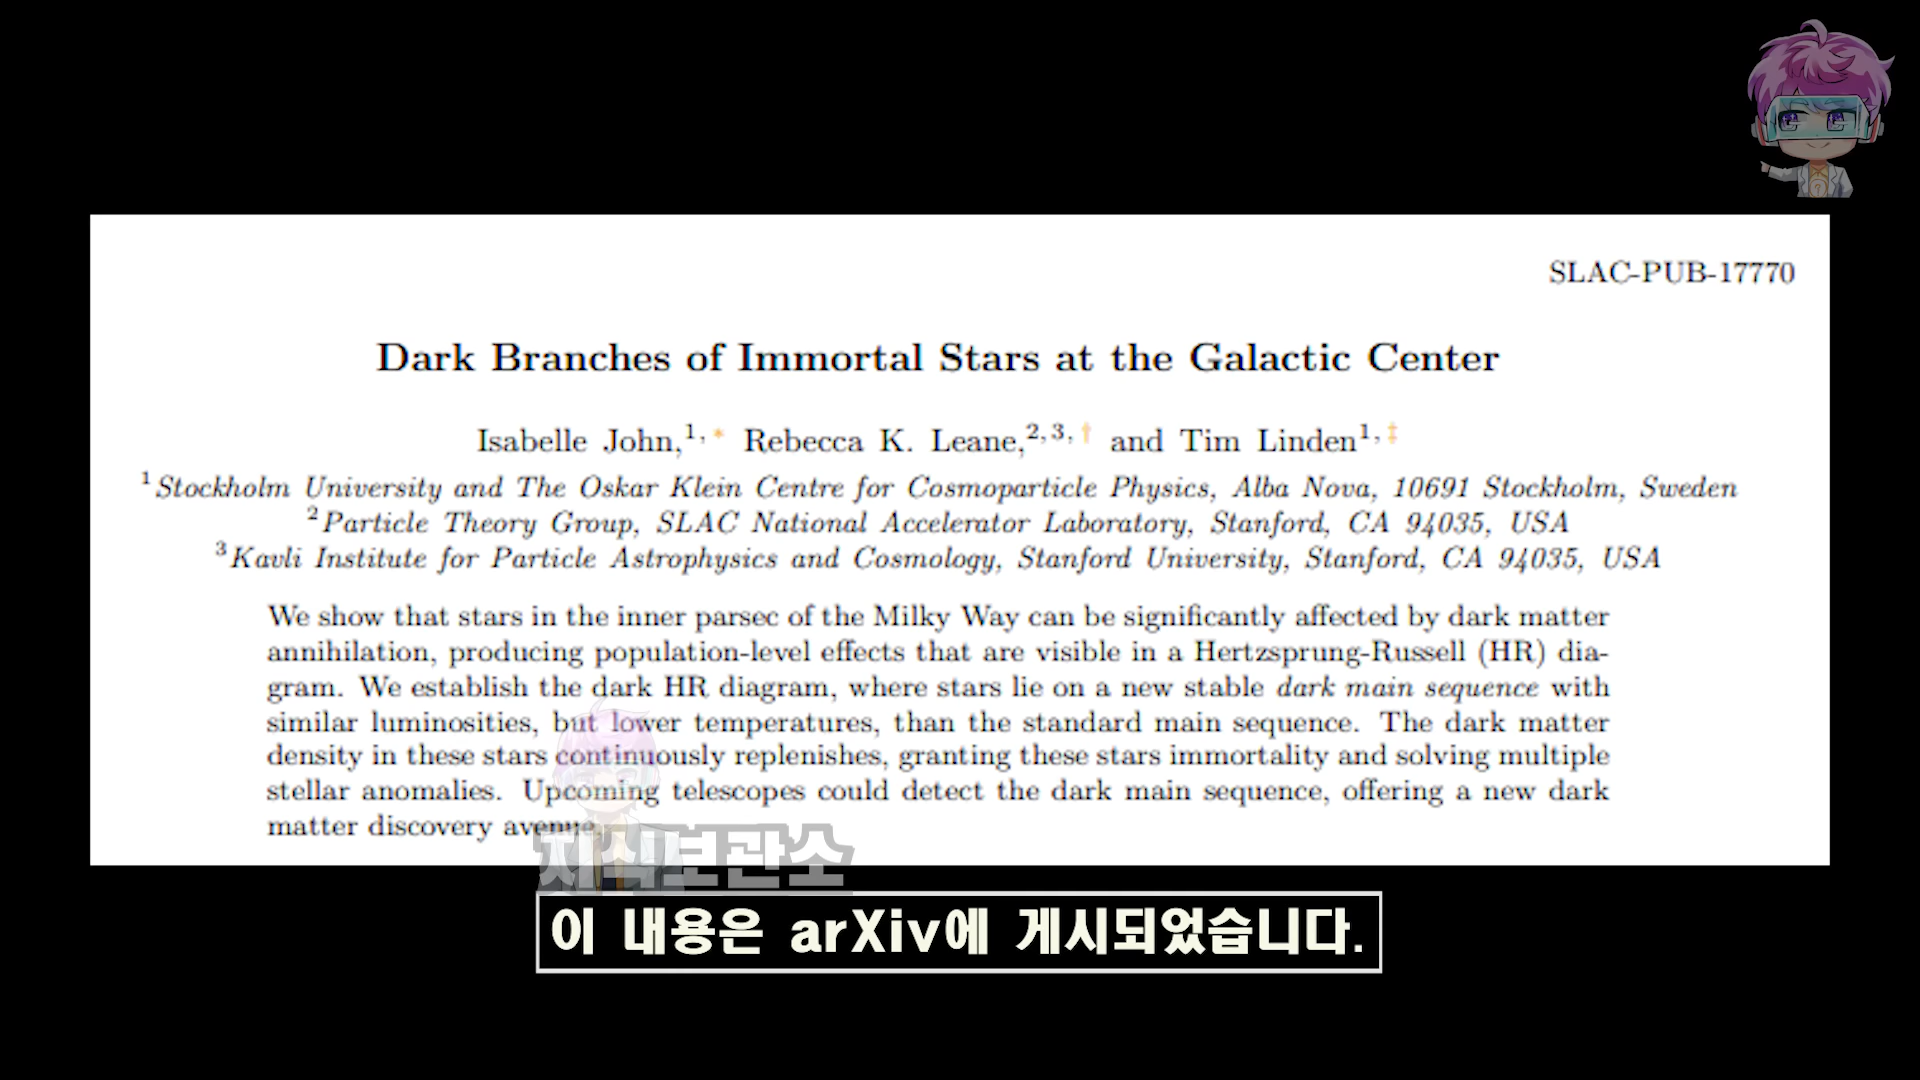 SLAC-PUB-17770
Dark Branches of Immortal Stars at the Galactic Center
Isabelle John,1, * Rebecca K. Leane,2, 3, † and Tim Linden1, ‡
1Stockholm University and The Oskar Klein Centre for Cosmoparticle Physics, Alba Nova, 10691 Stockholm, Sweden
2Particle Theory Group, SLAC National Accelerator Laboratory, Stanford, CA 94035, USA
3Kavli Institute for Particle Astrophysics and Cosmology, Stanford University, Stanford, CA 94035, USA
We show that stars in the inner parsec of the Milky Way can be significantly affected by dark matter
annihilation, producing population-level effects that are visible in a Hertzsprung-Russell (HR) dia-
gram. We establish the dark HR diagram, where stars lie on a new stable dark main sequence with
similar luminosities, but lower temperatures, than the standard main sequence. The dark matter
density in these stars continuously replenishes, granting these stars immortality and solving multiple
stellar anomalies. Upcoming telescopes could detect the dark main sequence, offering a new dark
matter discovery avenue.
지식보관소
이 내용은 arXiv에 게시되었습니다.